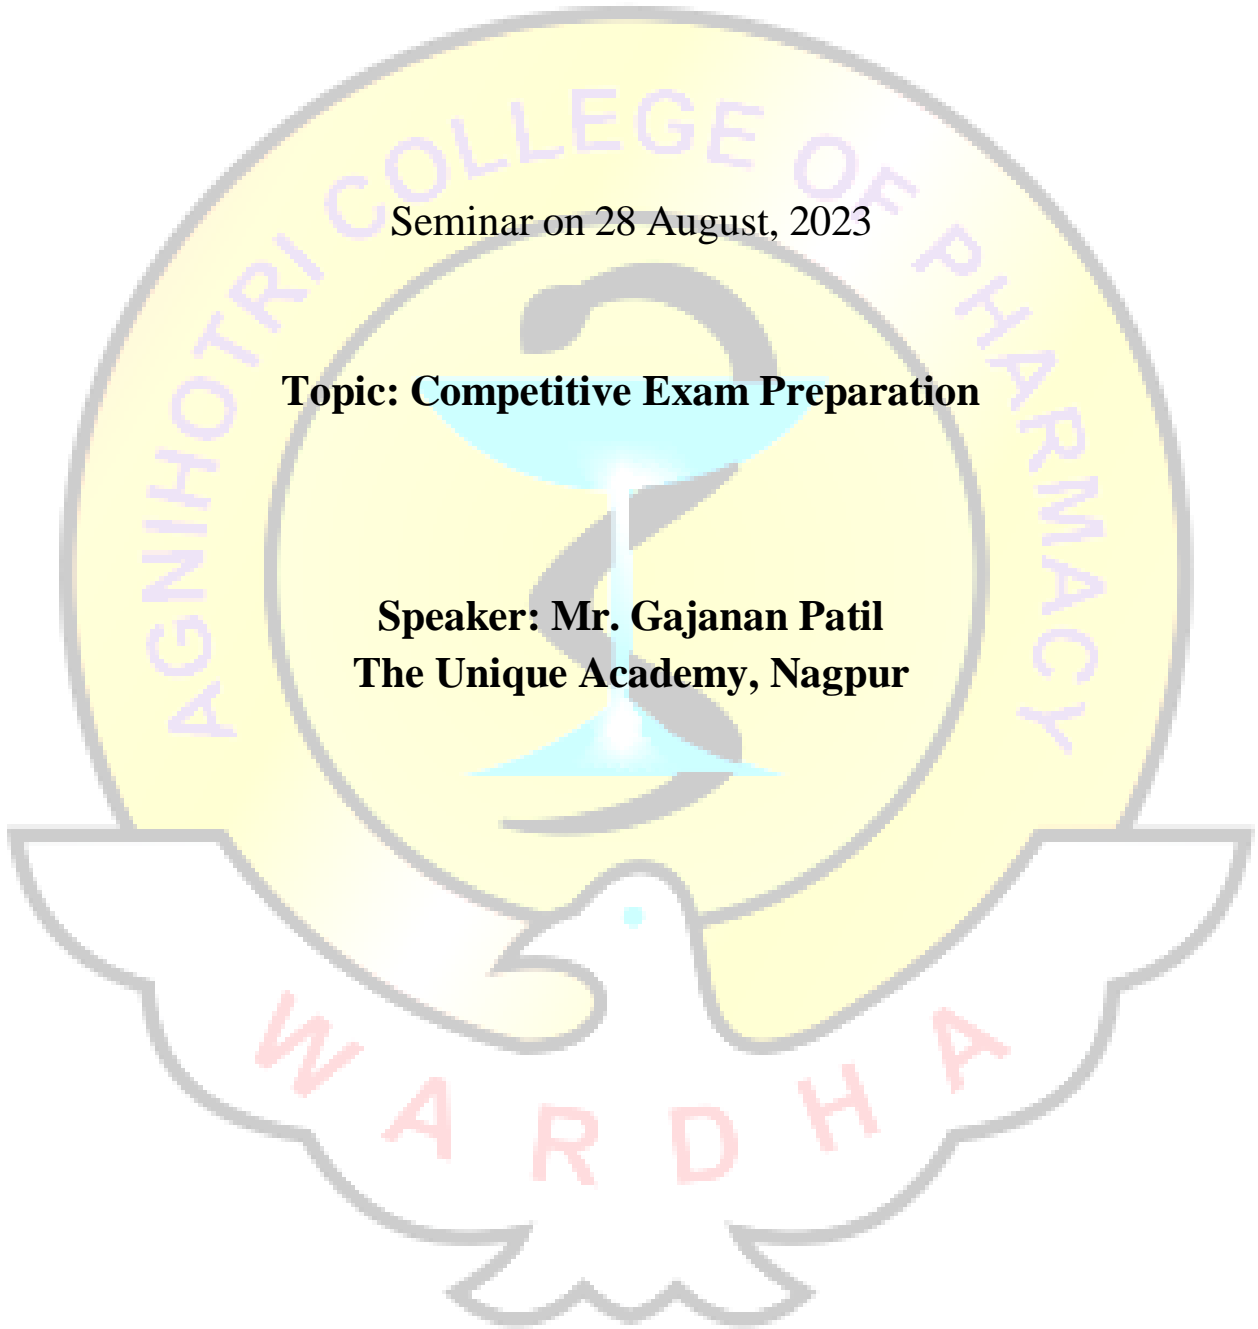 AGNIHOTRI COLLEGE OF PHARMACY
Seminar on 28 August, 2023
Topic: Competitive Exam Preparation
Speaker: Mr. Gajanan Patil
The Unique Academy, Nagpur
WARDHA